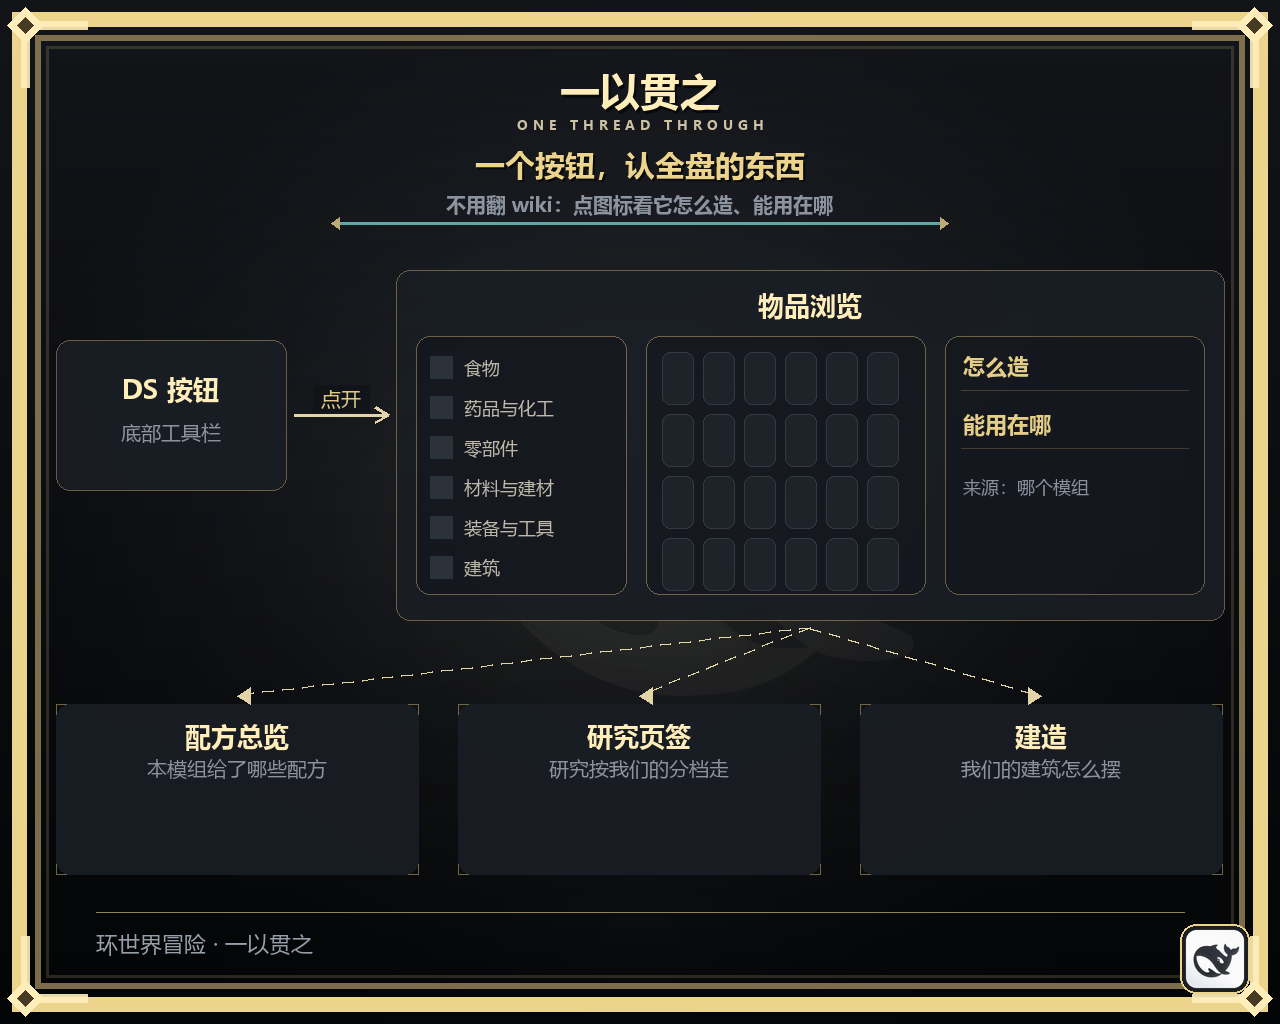 一以贯之
ONE THREAD THROUGH
一个按钮，认全盘的东西
不用翻 wiki：点图标看它怎么造、能用在哪
物品浏览
DS 按钮
底部工具栏
点开
食物
药品与化工
零部件
材料与建材
装备与工具
建筑
怎么造
能用在哪
来源：哪个模组
配方总览
本模组给了哪些配方
研究页签
研究按我们的分档走
建造
我们的建筑怎么摆
环世界冒险 · 一以贯之